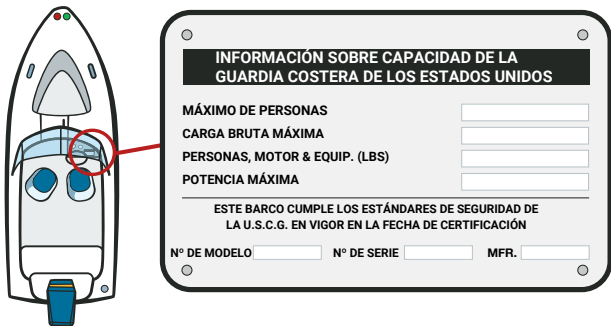 INFORMACIÓN SOBRE CAPACIDAD DE LA
GUARDIA COSTERA DE LOS ESTADOS UNIDOS
MÁXIMO DE PERSONAS
CARGA BRUTA MÁXIMA
PERSONAS, MOTOR & EQUIP. (LBS)
POTENCIA MÁXIMA
ESTE BARCO CUMPLE LOS ESTÁNDARES DE SEGURIDAD DE
LA U.S.C.G. EN VIGOR EN LA FECHA DE CERTIFICACIÓN
Nº DE MODELO Nº DE SERIE MFR.